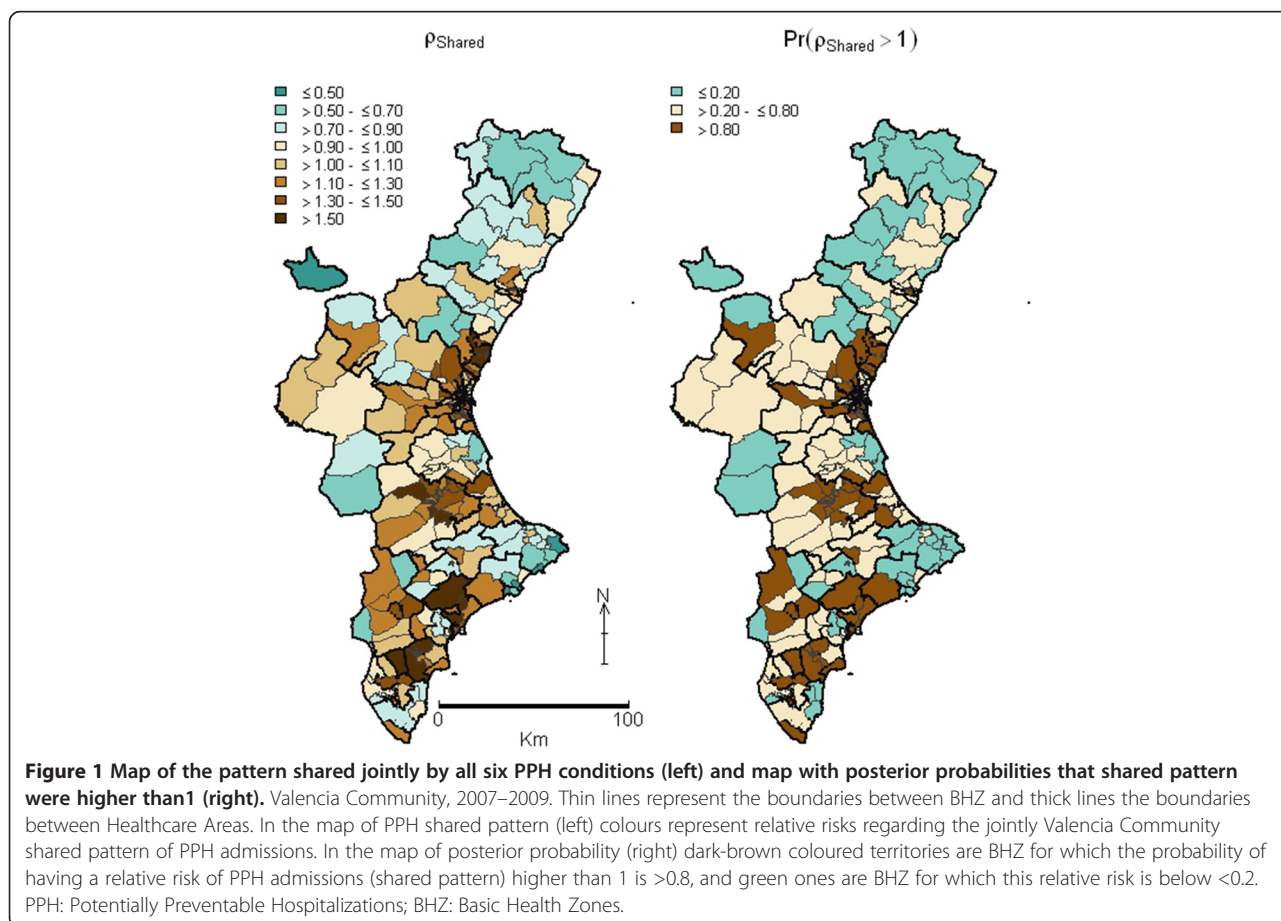 ρShared
Pr(ρShared > 1)
≤ 0.50
> 0.50 - ≤ 0.70
> 0.70 - ≤ 0.90
> 0.90 - ≤ 1.00
> 1.00 - ≤ 1.10
> 1.10 - ≤ 1.30
> 1.30 - ≤ 1.50
> 1.50
≤ 0.20
> 0.20 - ≤ 0.80
> 0.80
N
0 100
Km
Figure 1 Map of the pattern shared jointly by all six PPH conditions (left) and map with posterior probabilities that shared pattern
were higher than1 (right). Valencia Community, 2007–2009. Thin lines represent the boundaries between BHZ and thick lines the boundaries
between Healthcare Areas. In the map of PPH shared pattern (left) colours represent relative risks regarding the jointly Valencia Community
shared pattern of PPH admissions. In the map of posterior probability (right) dark-brown coloured territories are BHZ for which the probability of
having a relative risk of PPH admissions (shared pattern) higher than 1 is >0.8, and green ones are BHZ for which this relative risk is below <0.2.
PPH: Potentially Preventable Hospitalizations; BHZ: Basic Health Zones.